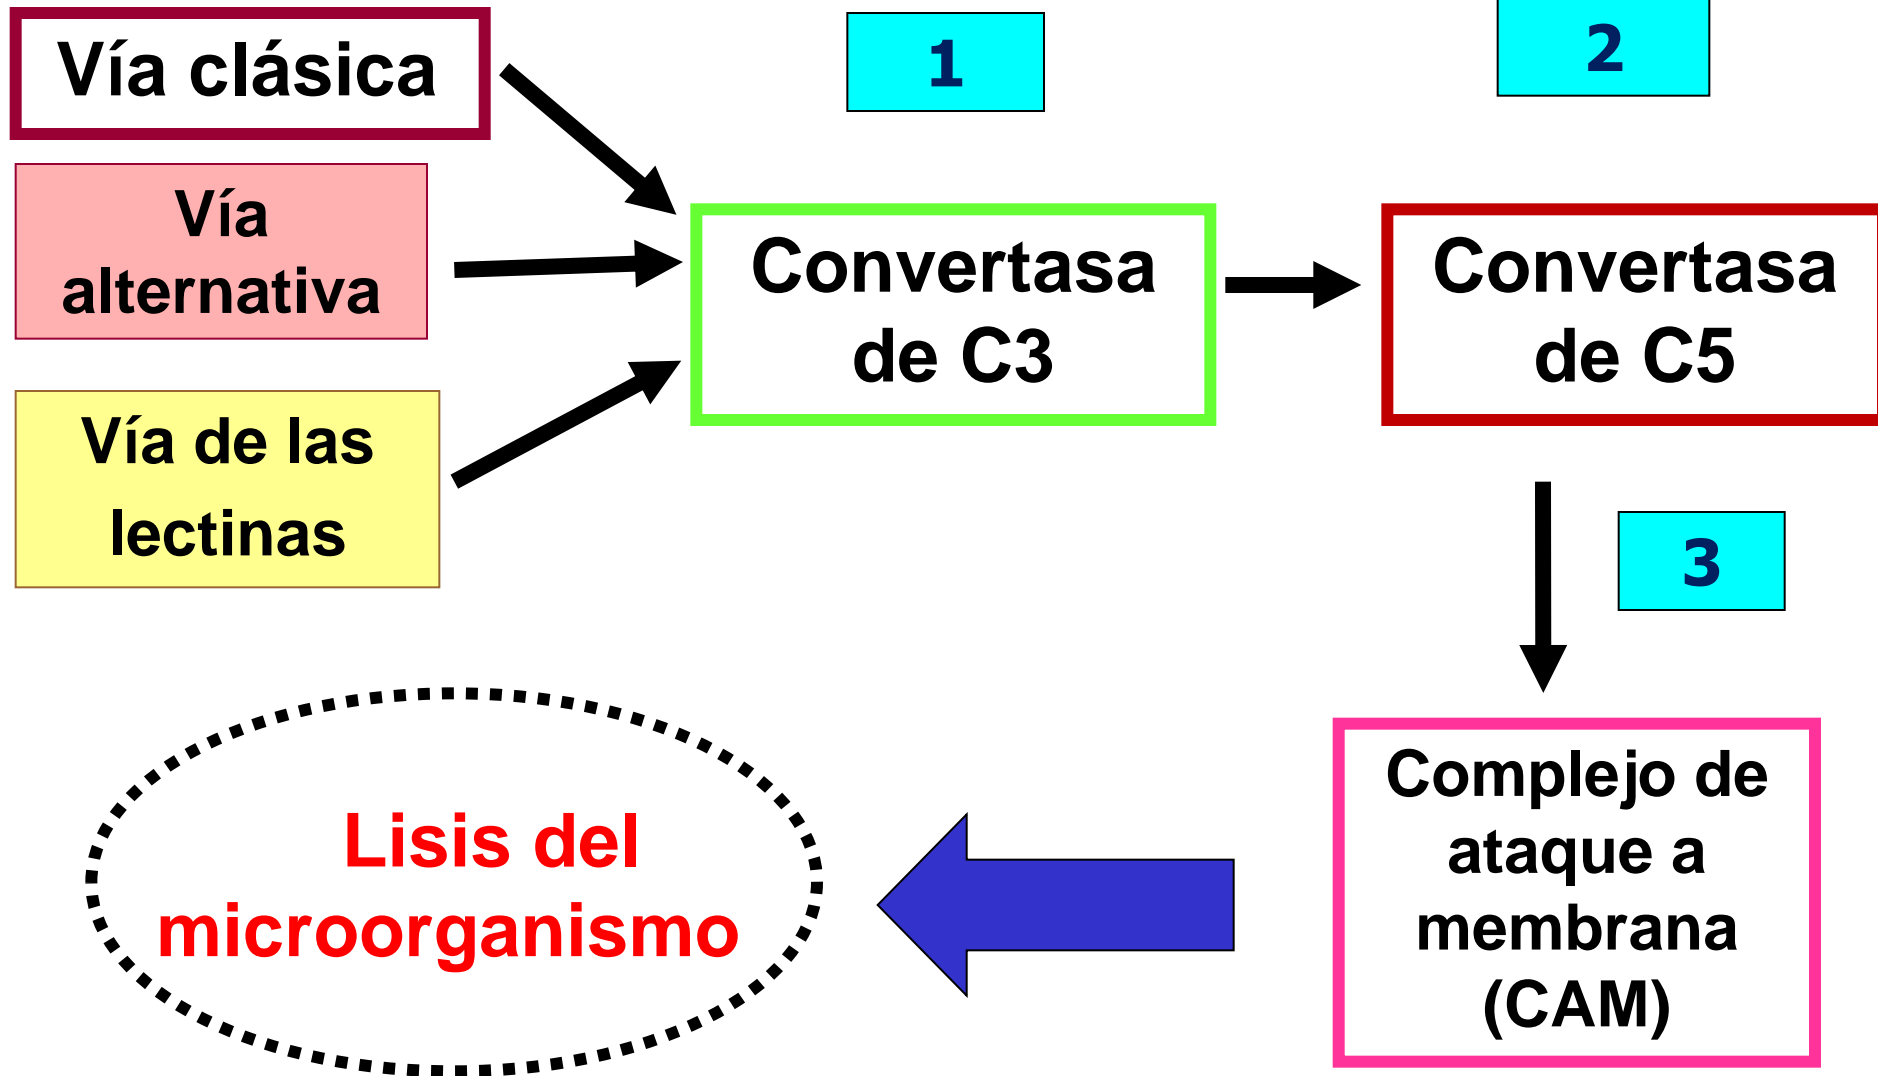 Vía clásica
1
2
Vía
alternativa
Convertasa
de C3
Convertasa
de C5
Vía de las
lectinas
3
Complejo de
ataque a
membrana
(CAM)
Lisis del
microorganismo